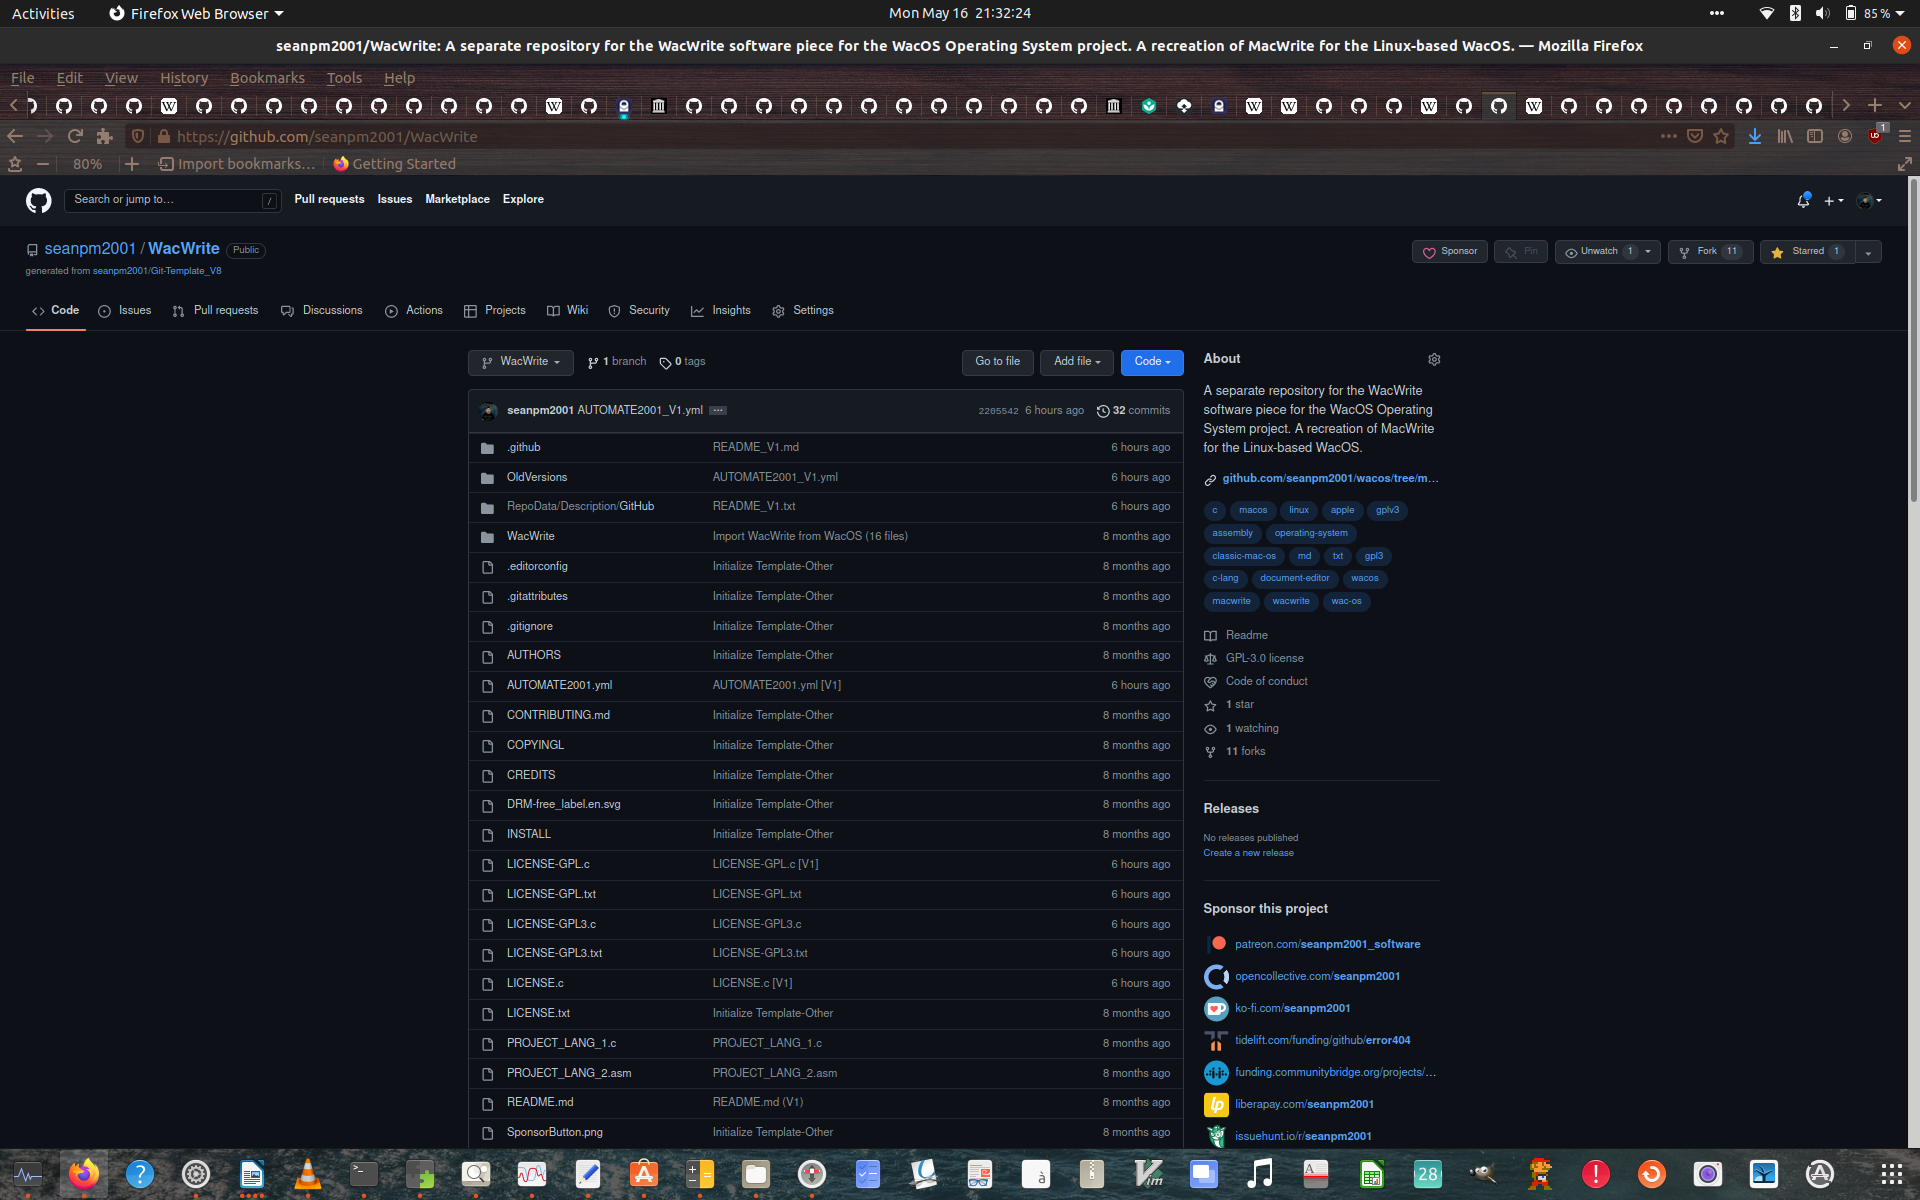 Activities Firefox Web Browser Mon May 16 21:32:24 85 %
seanpm2001/WacWrite: A separate repository for the WacWrite software piece for the WacOS Operating System project. A recreation of MacWrite for the Linux-based WacOS. — Mozilla Firefox
File Edit View History Bookmarks Tools Help
https://github.com/seanpm2001/WacWrite 1
80% Import bookmarks… Getting Started
Search or jump to… / Pull requests Issues Marketplace Explore
seanpm2001 / WacWrite Public Sponsor Pin Unwatch 1 Fork 11 Starred 1
generated from seanpm2001/Git-Template_V8
Code Issues Pull requests Discussions Actions Projects Wiki Security Insights Settings
WacWrite 1 branch 0 tags Go to file Add file Code
seanpm2001 AUTOMATE2001_V1.yml ... 2205542 6 hours ago 32 commits
.github README_V1.md 6 hours ago
OldVersions AUTOMATE2001_V1.yml 6 hours ago
RepoData/Description/GitHub README_V1.txt 6 hours ago
WacWrite Import WacWrite from WacOS (16 files) 8 months ago
.editorconfig Initialize Template-Other 8 months ago
.gitattributes Initialize Template-Other 8 months ago
.gitignore Initialize Template-Other 8 months ago
AUTHORS Initialize Template-Other 8 months ago
AUTOMATE2001.yml AUTOMATE2001.yml [V1] 6 hours ago
CONTRIBUTING.md Initialize Template-Other 8 months ago
COPYINGL Initialize Template-Other 8 months ago
CREDITS Initialize Template-Other 8 months ago
DRM-free_label.en.svg Initialize Template-Other 8 months ago
INSTALL Initialize Template-Other 8 months ago
LICENSE-GPL.c LICENSE-GPL.c [V1] 6 hours ago
LICENSE-GPL.txt LICENSE-GPL.txt 6 hours ago
LICENSE-GPL3.c LICENSE-GPL3.c 6 hours ago
LICENSE-GPL3.txt LICENSE-GPL3.txt 6 hours ago
LICENSE.c LICENSE.c [V1] 6 hours ago
LICENSE.txt Initialize Template-Other 8 months ago
PROJECT_LANG_1.c PROJECT_LANG_1.c 8 months ago
PROJECT_LANG_2.asm PROJECT_LANG_2.asm 8 months ago
README.md README.md (V1) 6 hours ago
SponsorButton.png Initialize Template-Other 8 months ago
About
A separate repository for the WacWrite
software piece for the WacOS Operating
System project. A recreation of MacWrite
for the Linux-based WacOS.
github.com/seanpm2001/wacos/tree/m…
c macos linux apple gplv3
assembly operating-system
classic-mac-os md txt gpl3
c-lang document-editor wacos
macwrite wacwrite wac-os
Readme
GPL-3.0 license
Code of conduct
1 star
1 watching
11 forks
Releases
No releases published
Create a new release
Sponsor this project
patreon.com/seanpm2001_software
opencollective.com/seanpm2001
ko-fi.com/seanpm2001
tidelift.com/funding/github/error404
funding.communitybridge.org/projects/…
liberapay.com/seanpm2001
issuehunt.io/r/seanpm2001
28